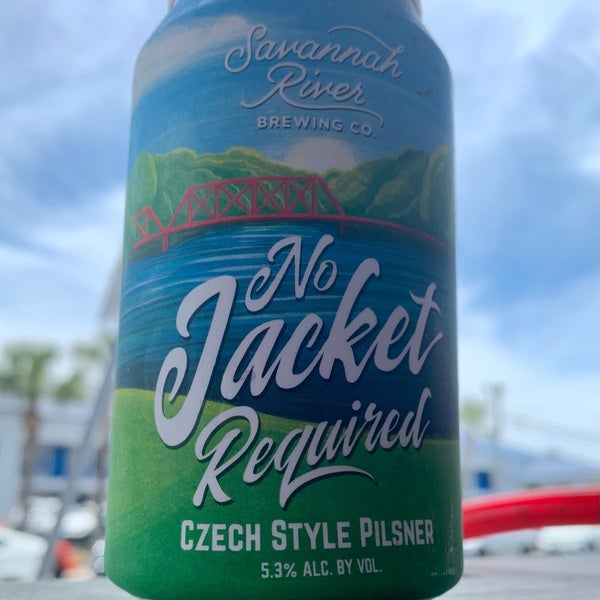 Savannah
River
BREWING CO.
No
Jacket
Required
CZECH STYLE PILSNER
5.3% ALC. BY VOL.